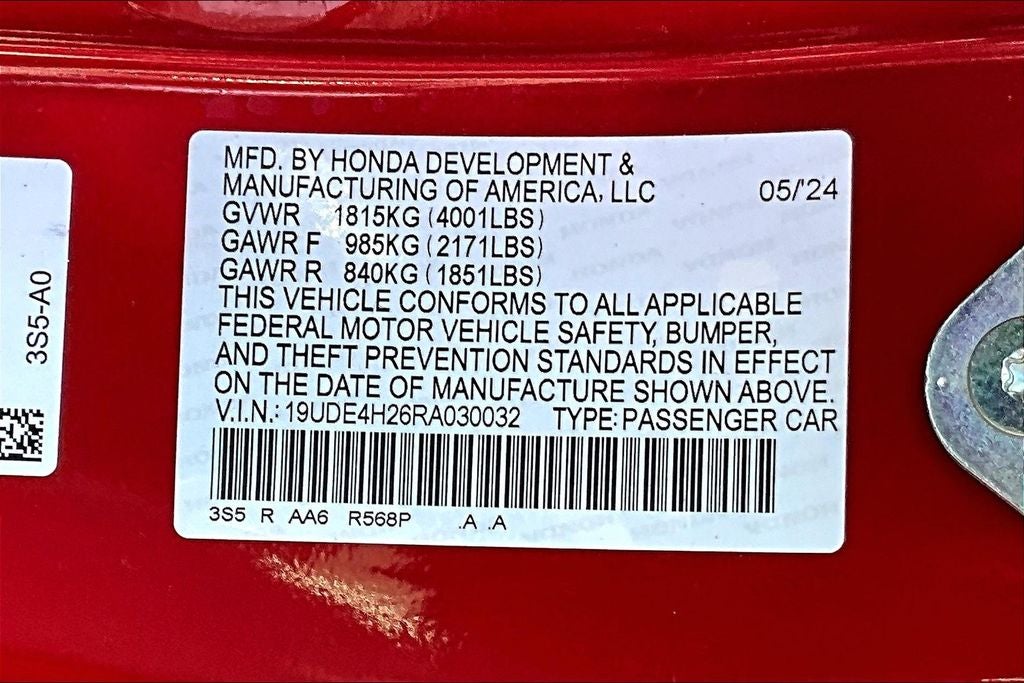 MFD. BY HONDA DEVELOPMENT &
MANUFACTURING OF AMERICA, LLC 05/'24
GVWR 1815KG (4001LBS)
GAWR F 985KG (2171LBS)
GAWR R 840KG (1851LBS)
THIS VEHICLE CONFORMS TO ALL APPLICABLE
FEDERAL MOTOR VEHICLE SAFETY, BUMPER,
AND THEFT PREVENTION STANDARDS IN EFFECT
ON THE DATE OF MANUFACTURE SHOWN ABOVE.
V.I.N.: 19UDE4H26RA030032 TYPE: PASSENGER CAR
3S5 R AA6 R568P .A .A
3S5-A0